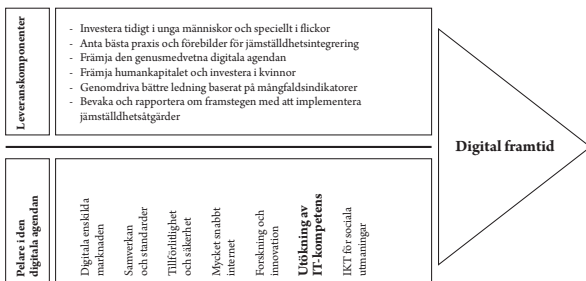 Leveranskomponenter
- Investera tidigt i unga människor och speciellt i flickor
- Anta bästa praxis och förebilder för jämställdhetsintegrering
- Främja den genusmedvetna digitala agendan
- Främja humankapitalet och investera i kvinnor
- Genomdriva bättre ledning baserat på mångfaldsindikatorer
- Bevaka och rapportera om framstegen med att implementera
jämställdhetsåtgärder
Digital framtid
Pelare i den
digitala agendan
Digitala enskilda
marknaden
Samverkan
och standarder
Tillförlitlighet
och säkerhet
Mycket snabbt
internet
Forskning och
innovation
Utökning av
IT-kompetens
IKT för sociala
utmaningar